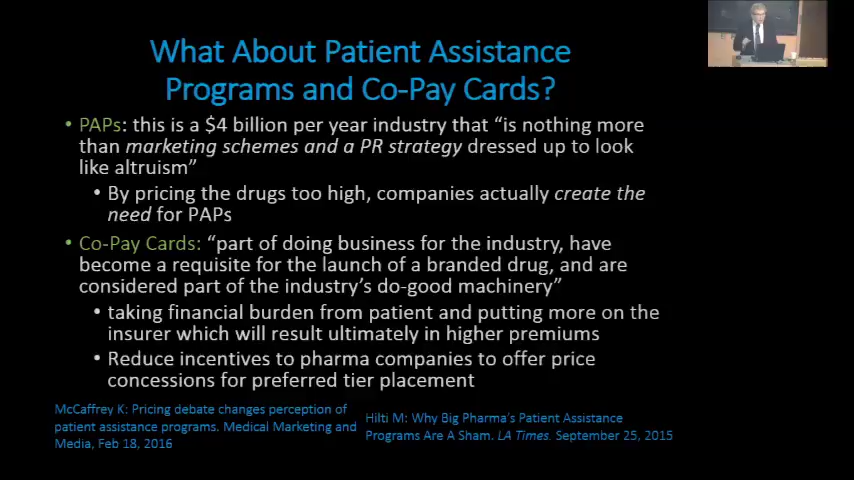 What About Patient Assistance
Programs and Co-Pay Cards?
• PAPs: this is a $4 billion per year industry that “is nothing more
than marketing schemes and a PR strategy dressed up to look
like altruism”
• By pricing the drugs too high, companies actually create the
need for PAPs
• Co-Pay Cards: “part of doing business for the industry, have
become a requisite for the launch of a branded drug, and are
considered part of the industry’s do-good machinery”
• taking financial burden from patient and putting more on the
insurer which will result ultimately in higher premiums
• Reduce incentives to pharma companies to offer price
concessions for preferred tier placement
McCaffrey K: Pricing debate changes perception of
patient assistance programs. Medical Marketing and
Media, Feb 18, 2016
Hilti M: Why Big Pharma’s Patient Assistance
Programs Are A Sham. LA Times. September 25, 2015